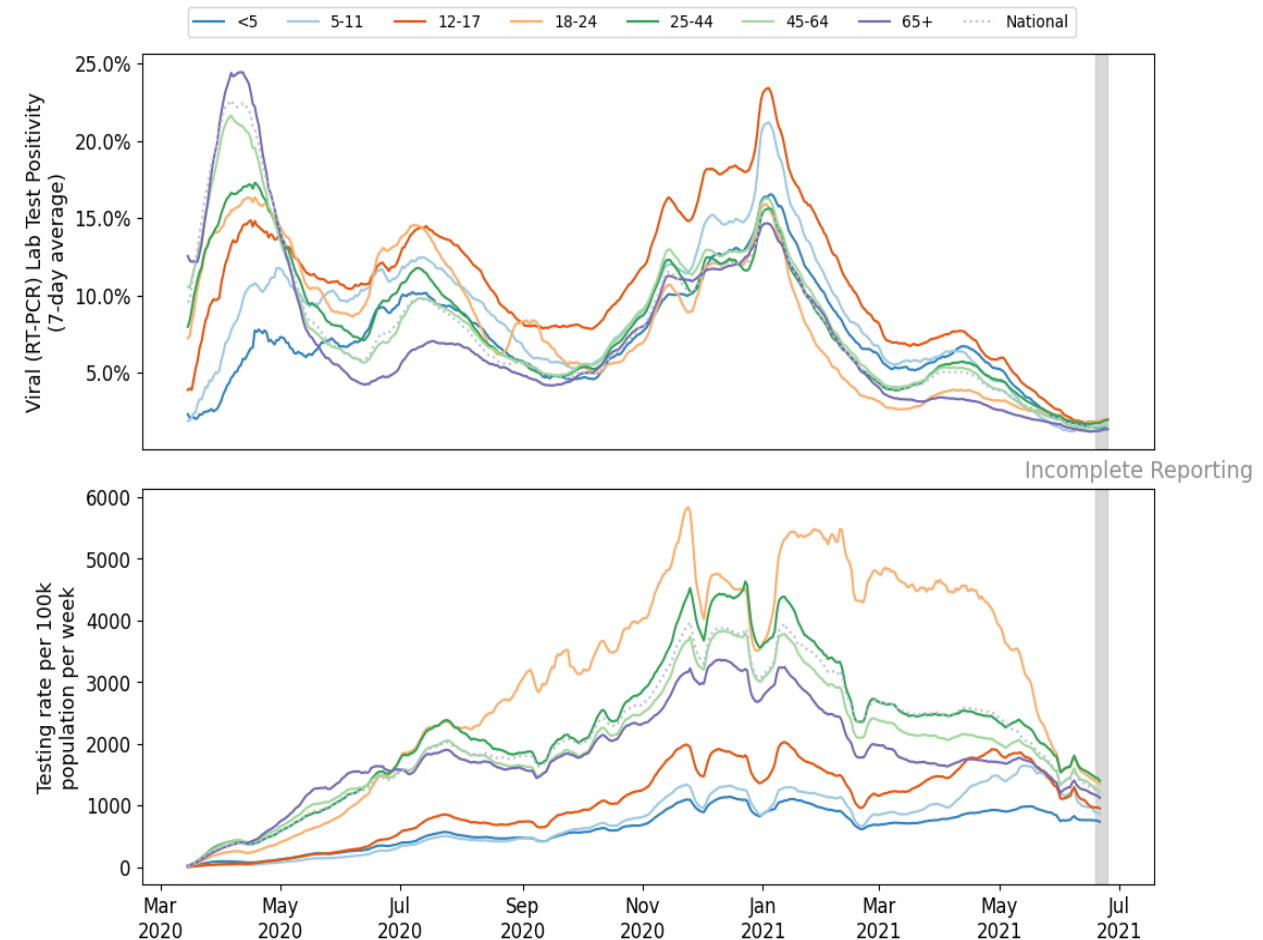 <5 5-11 12-17 18-24 25-44 45-64 65+ National
Viral (RT-PCR) Lab Test Positivity
(7-day average)
25.0%
20.0%
15.0%
10.0%
5.0%
Incomplete Reporting
Testing rate per 100k
population per week
6000
5000
4000
3000
2000
1000
0
Mar May Jul Sep Nov Jan Mar May Jul
2020 2020 2020 2020 2020 2021 2021 2021 2021